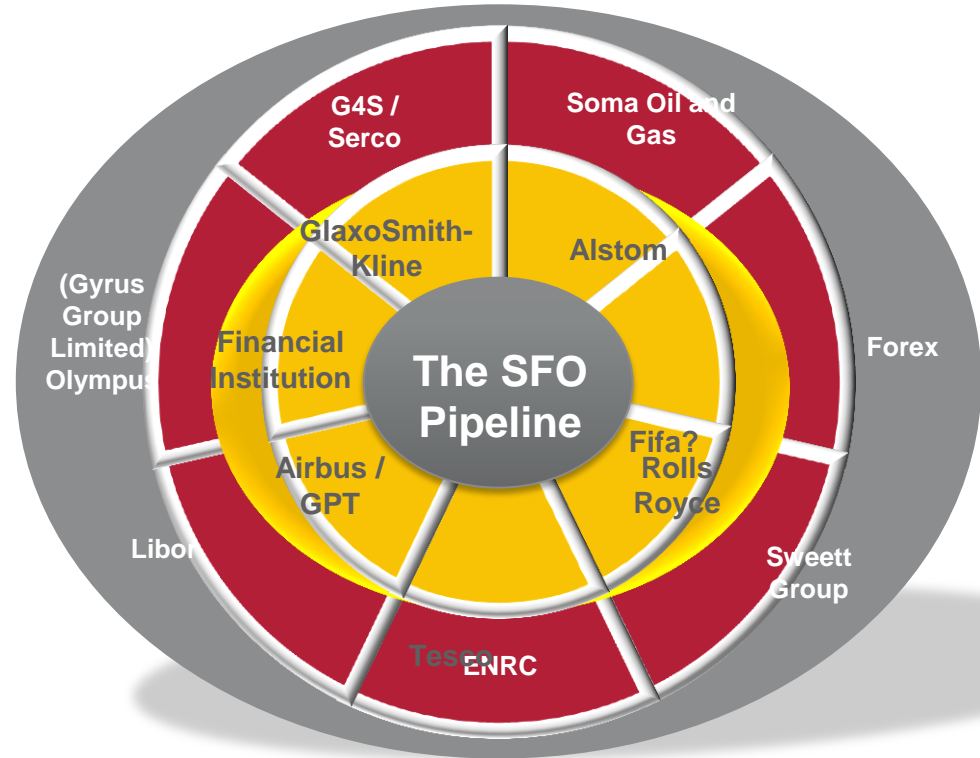 G4S /
Serco
Soma Oil and
Gas
GlaxoSmith-
Kline
Alstom
(Gyrus
Group
Limited)
Olympus
Financial
Institution
The SFO
Pipeline
Forex
Fifa?
Rolls
Royce
Airbus /
GPT
Libor
Sweett
Group
Tesco
ENRC